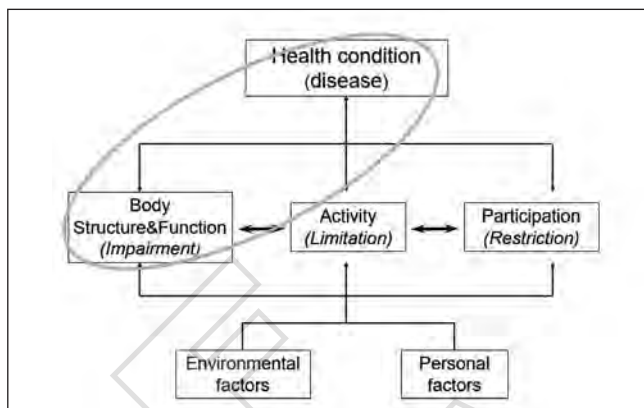 Health condition
(disease)
Body
Structure&Function
(Impairment)
Activity
(Limitation)
Participation
(Restriction)
Environmental
factors
Personal
factors